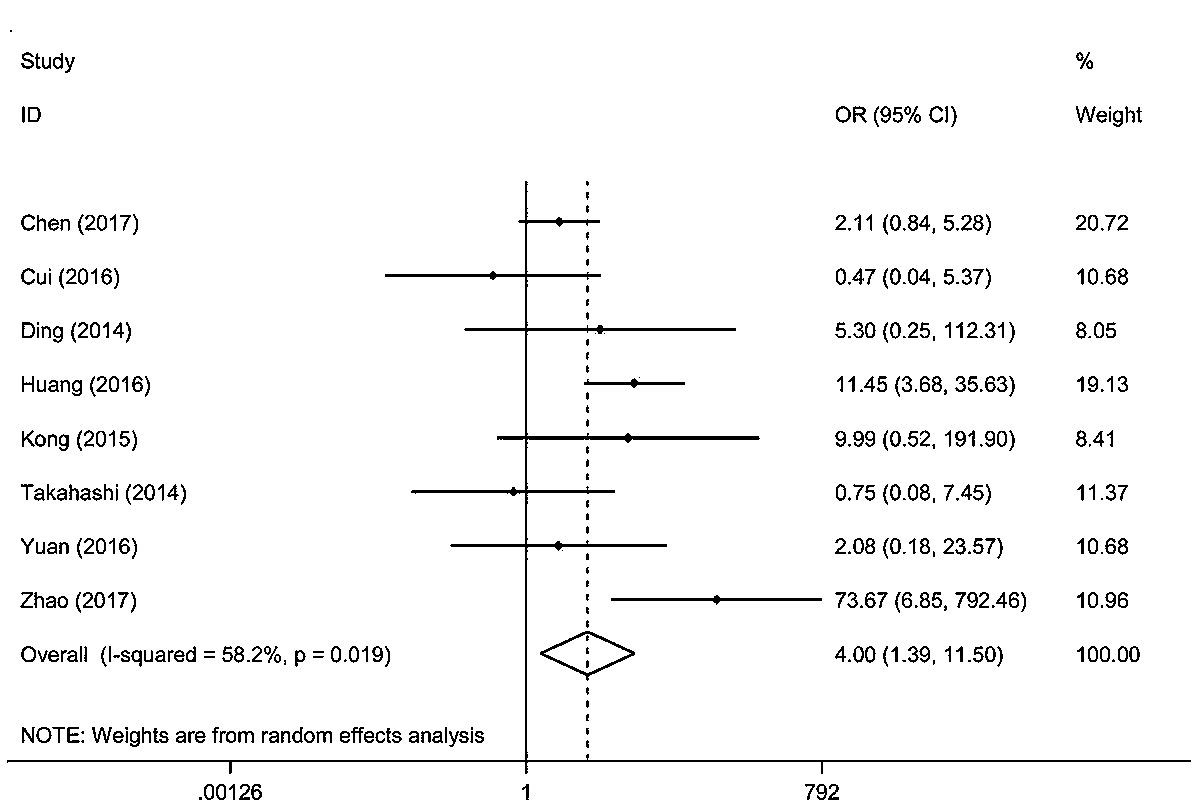 Study %
ID OR (95% CI) Weight
Chen (2017) 2.11 (0.84, 5.28) 20.72
Cui (2016) 0.47 (0.04, 5.37) 10.68
Ding (2014) 5.30 (0.25, 112.31) 8.05
Huang (2016) 11.45 (3.68, 35.63) 19.13
Kong (2015) 9.99 (0.52, 191.90) 8.41
Takahashi (2014) 0.75 (0.08, 7.45) 11.37
Yuan (2016) 2.08 (0.18, 23.57) 10.68
Zhao (2017) 73.67 (6.85, 792.46) 10.96
Overall (I-squared = 58.2%, p = 0.019) 4.00 (1.39, 11.50) 100.00
NOTE: Weights are from random effects analysis
.00126 1 792